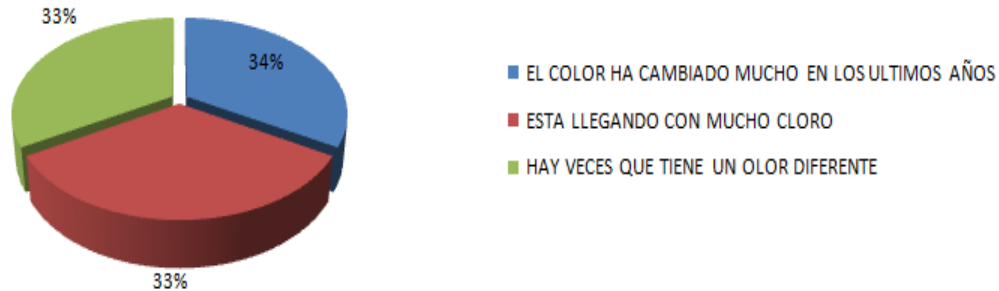 33%
34%
33%
EL COLOR HA CAMBIADO MUCHO EN LOS ULTIMOS AÑOS
ESTA LLEGANDO CON MUCHO CLORO
HAY VECES QUE TIENE UN OLOR DIFERENTE